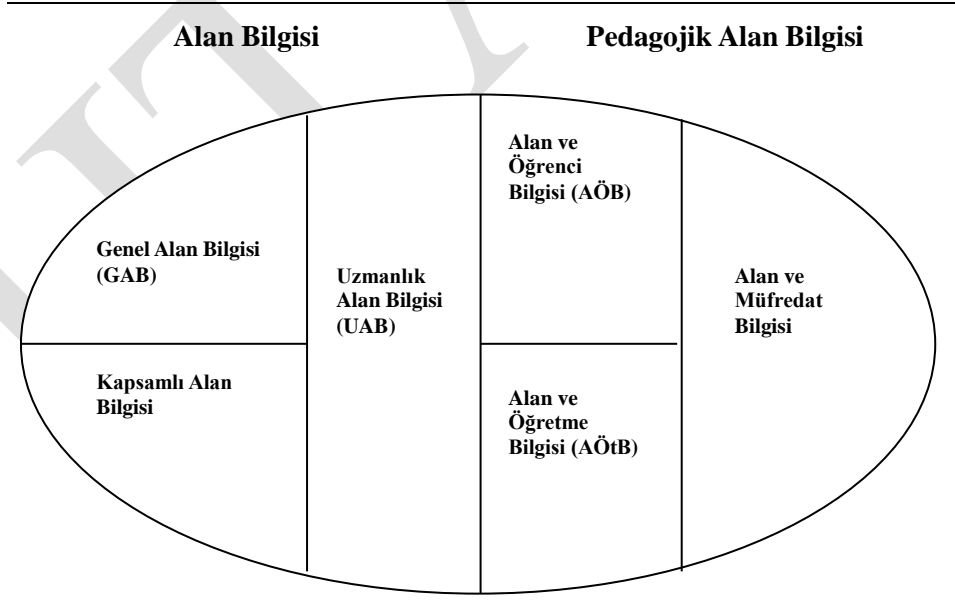 Alan Bilgisi
Pedagojik Alan Bilgisi
Genel Alan Bilgisi
(GAB)
Kapsamlı Alan
Bilgisi
Uzmanlık
Alan Bilgisi
(UAB)
Alan ve
Öğrenci
Bilgisi (AÖB)
Alan ve
Öğretme
Bilgisi (AÖtB)
Alan ve
Müfredat
Bilgisi